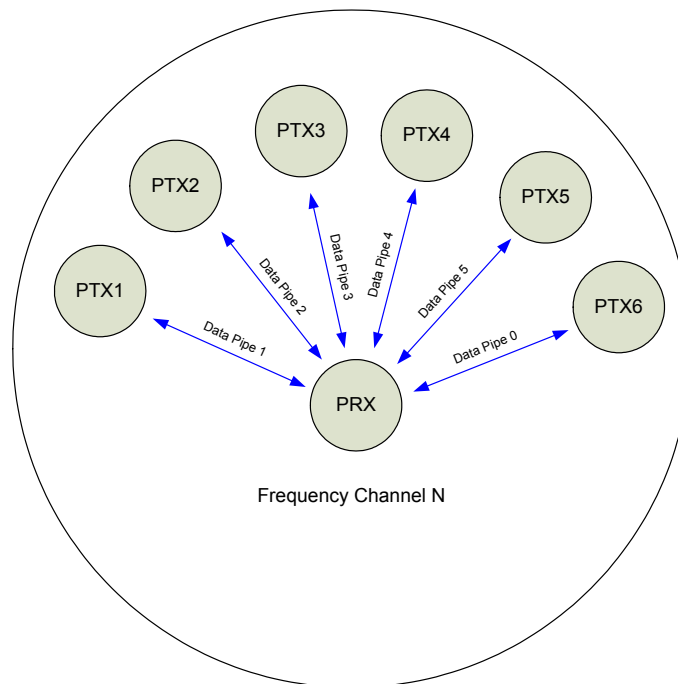 PTX3
PTX4
PTX2
PTX5
PTX1
PTX6
Data Pipe 1
Data Pipe 2
Data Pipe 3
Data Pipe 4
Data Pipe 5
Data Pipe 0
PRX
Frequency Channel N